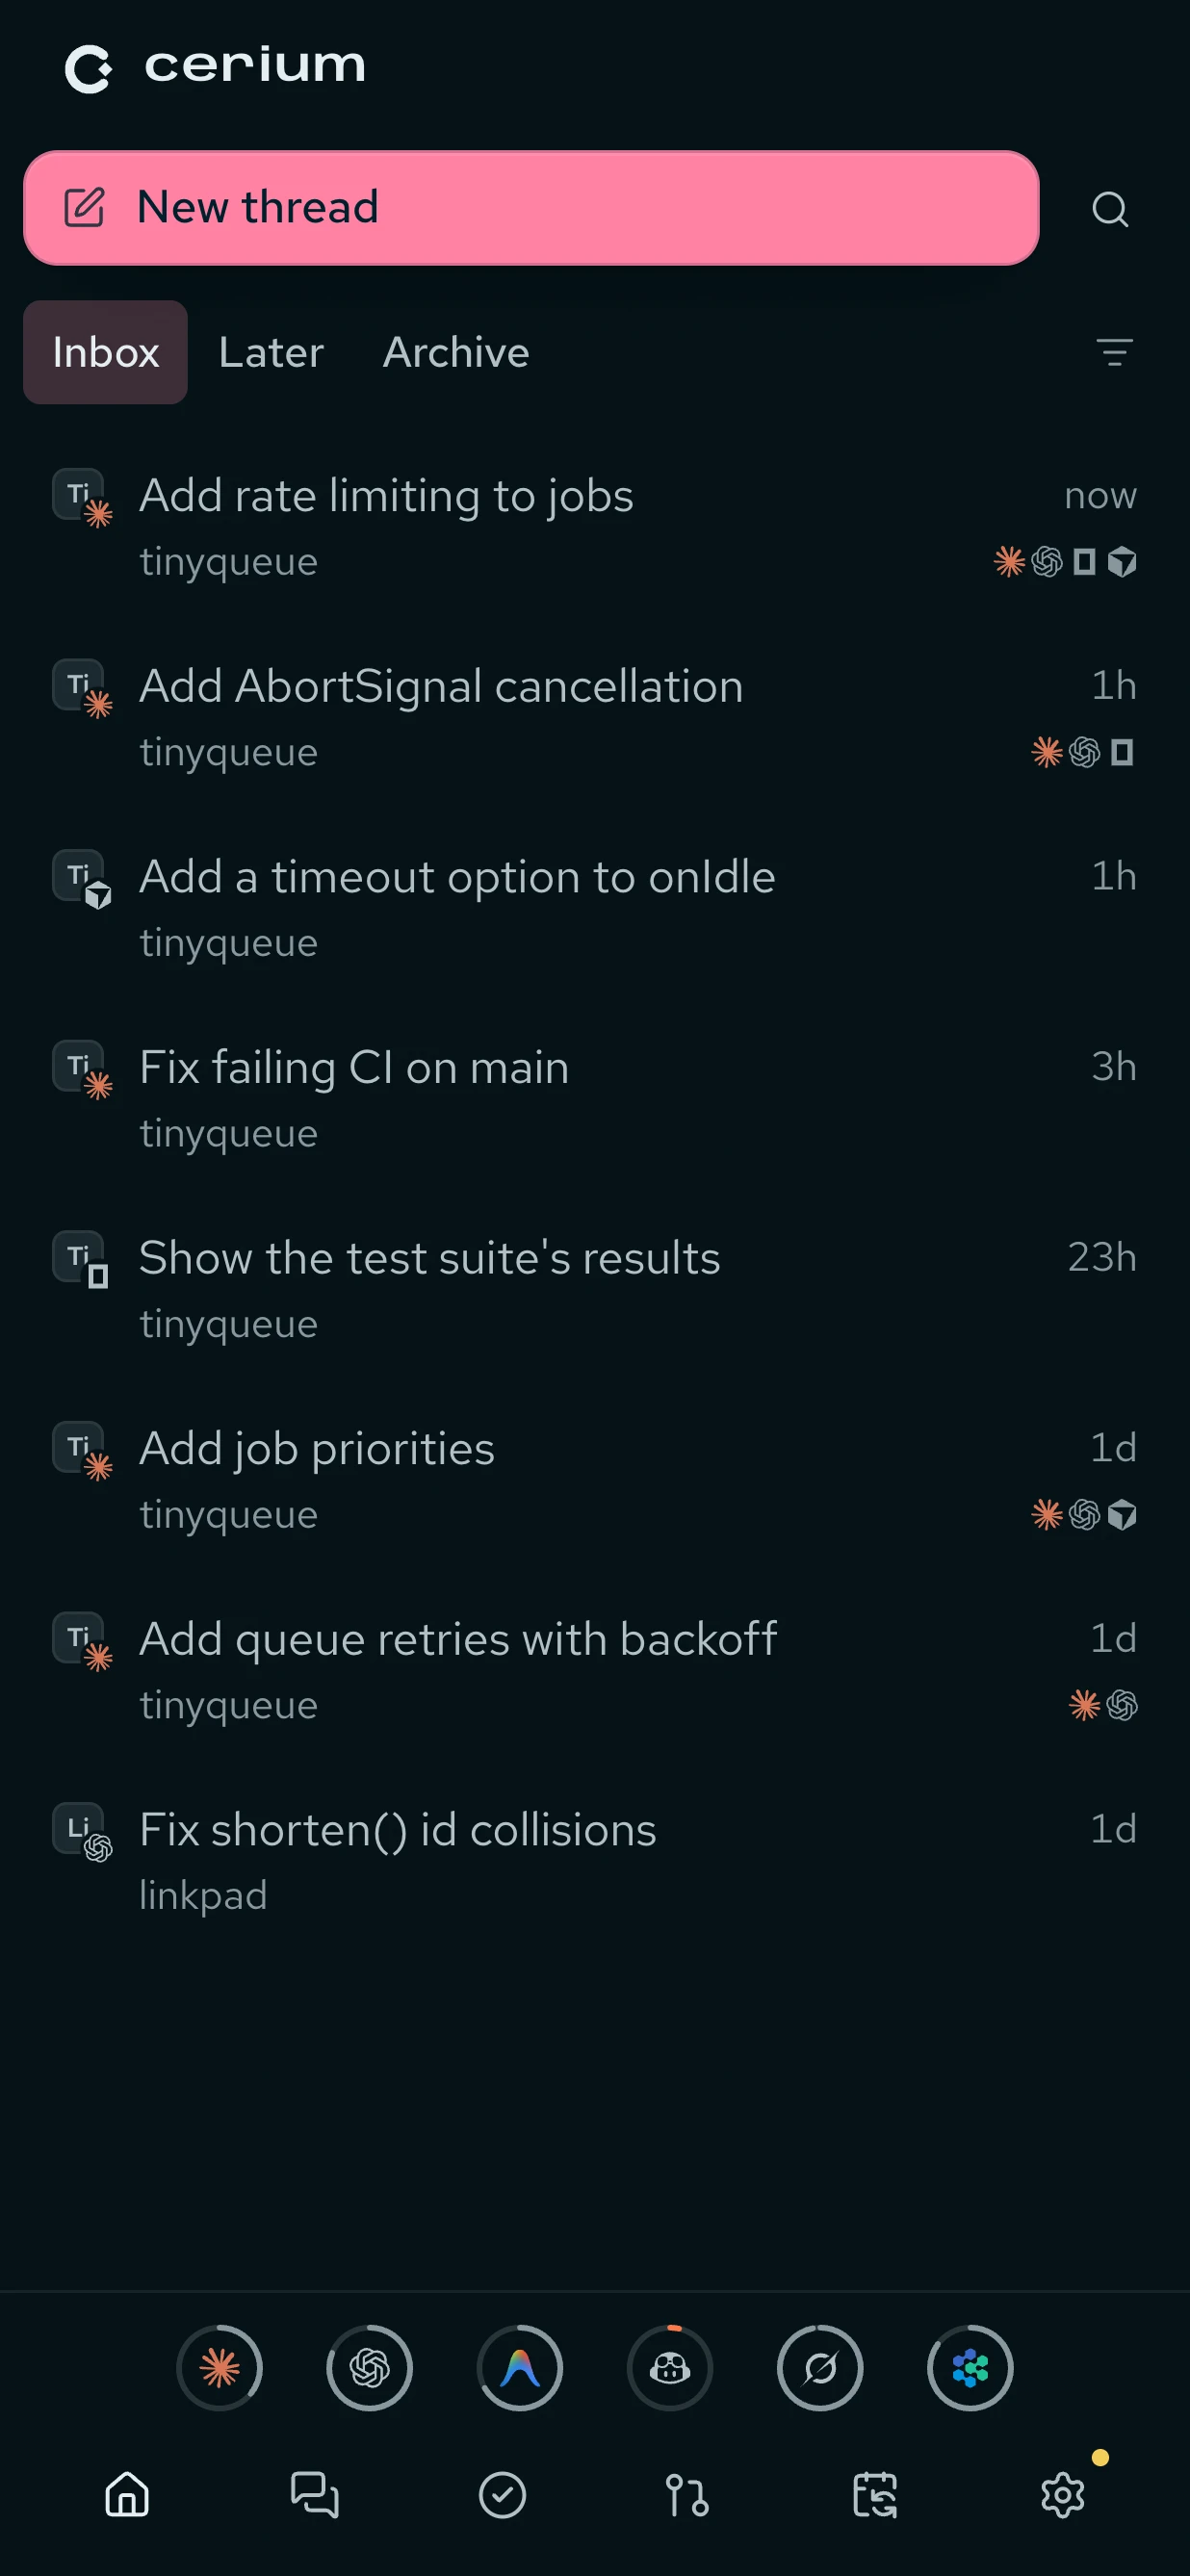 cerium
New thread
Inbox Later Archive
Ti Add rate limiting to jobs now
tinyqueue
Ti Add AbortSignal cancellation 1h
tinyqueue
Ti Add a timeout option to onIdle 1h
tinyqueue
Ti Fix failing CI on main 3h
tinyqueue
Ti Show the test suite's results 23h
tinyqueue
Ti Add job priorities 1d
tinyqueue
Ti Add queue retries with backoff 1d
tinyqueue
Li Fix shorten() id collisions 1d
linkpad